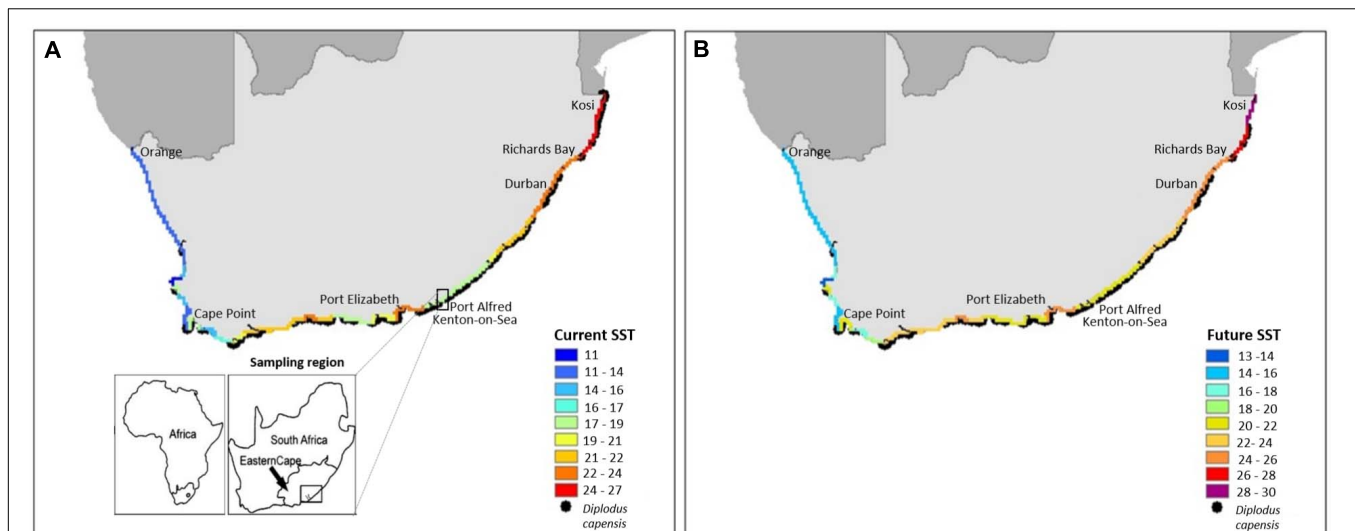 A
Kosi
Orange
Richards Bay
Durban
Port Elizabeth
Port Alfred
Kenton-on-Sea
Cape Point
Sampling region
Africa
South Africa
EasternCape
Current SST
11
11 - 14
14 - 16
16 - 17
17 - 19
19 - 21
21 - 22
22 - 24
24 - 27
Diplodus
capensis
B
Kosi
Orange
Richards Bay
Durban
Port Elizabeth
Port Alfred
Kenton-on-Sea
Cape Point
Future SST
13 -14
14 - 16
16 - 18
18 - 20
20 - 22
22- 24
24 - 26
26 - 28
28 - 30
Diplodus
capensis